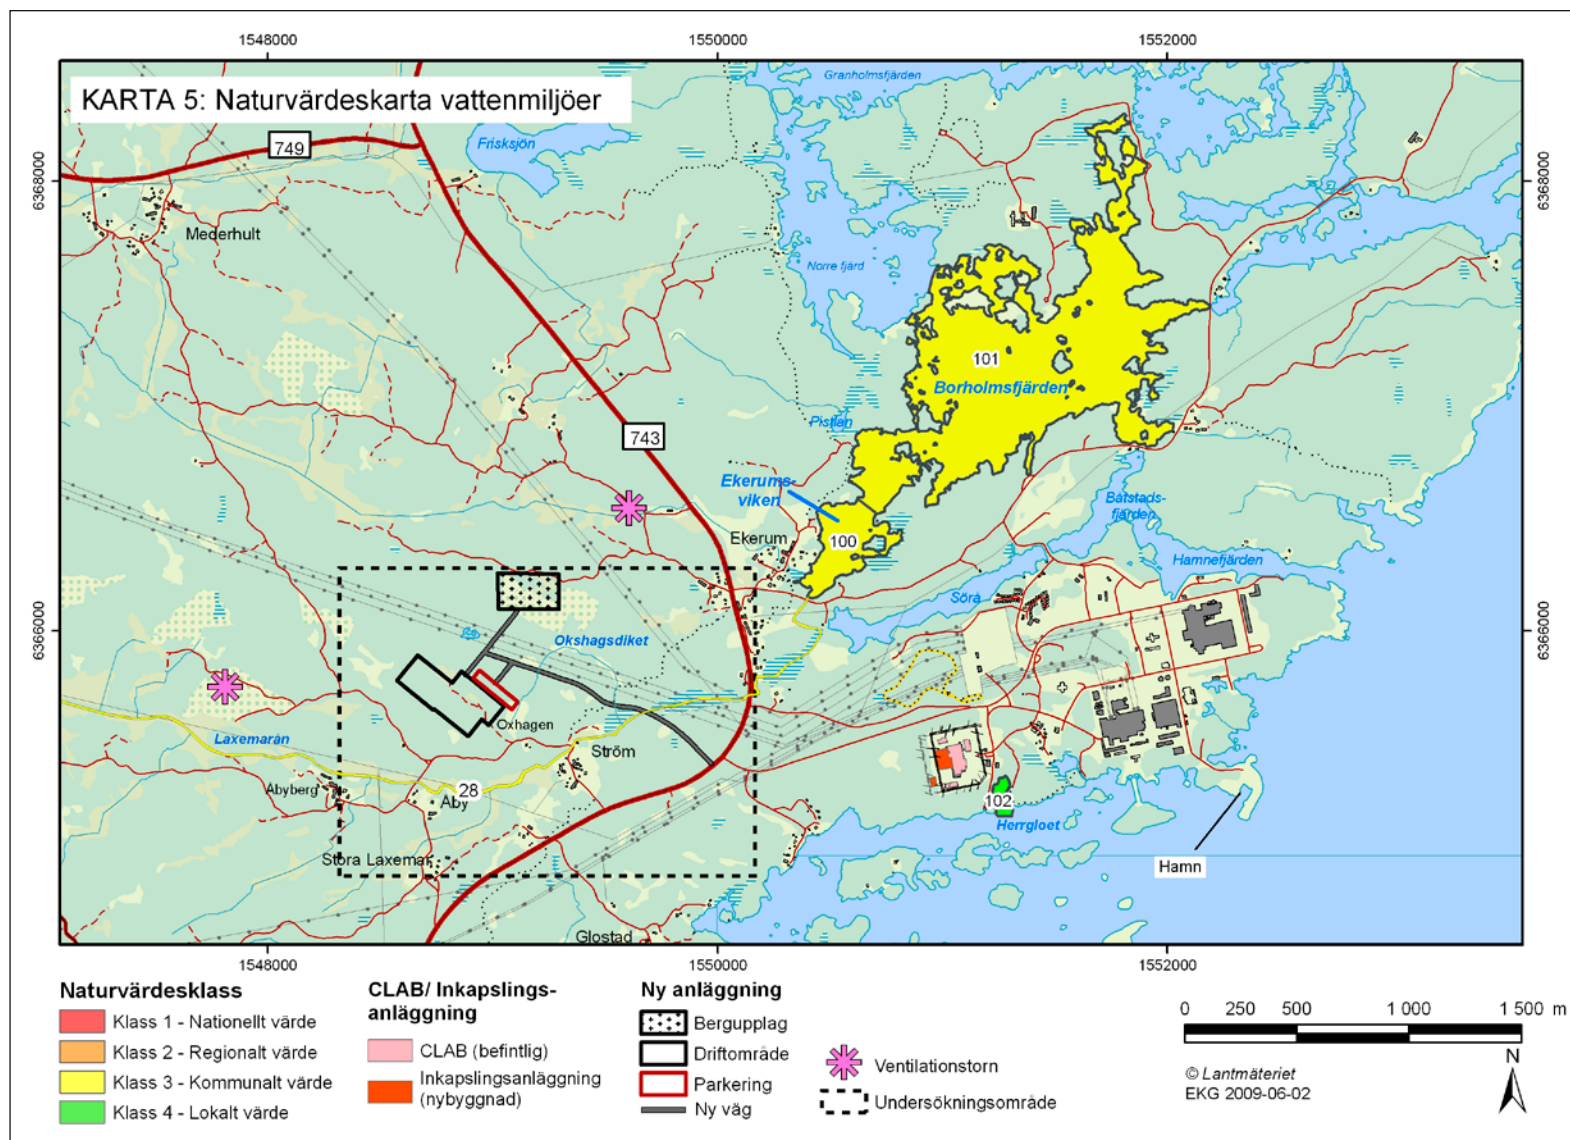 1548000
1550000
1552000
KARTA 5: Naturvärdeskarta vattenmiljöer
Granholmsfjärden
Frisksjön
749
6368000
6368000
Mederhult
Norre fjärd
101
Borholmsfjärden
Pistlan
743
Ekerums-
viken
Båtstads-
fjärden
Ekerum
100
Hamnefjärden
Sörå
6366000
6366000
Okshagsdiket
Oxhagen
Laxemarån
Ström
Åbyberg
28
Åby
102
Herrgloet
Stora Laxemar
Hamn
Glostad
1548000
1550000
1552000
Naturvärdesklass
Klass 1 - Nationellt värde
Klass 2 - Regionalt värde
Klass 3 - Kommunalt värde
Klass 4 - Lokalt värde
CLAB/ Inkapslings-
anläggning
CLAB (befintlig)
Inkapslingsanläggning
(nybyggnad)
Ny anläggning
Bergupplag
Driftområde
Parkering
Ny väg
Ventilationstorn
Undersökningsområde
0 250 500 1 000 1 500 m
N
© Lantmäteriet
EKG 2009-06-02